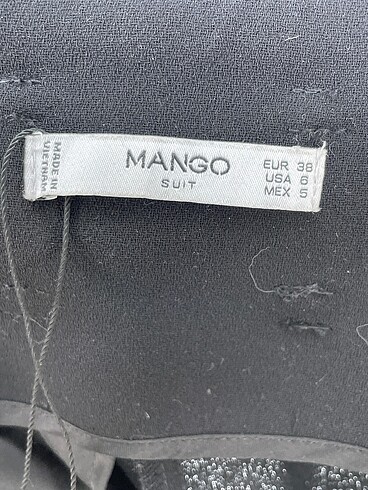 MADE IN
VIETNAM
MANGO
SUIT
EUR 38
USA 6
MEX 5